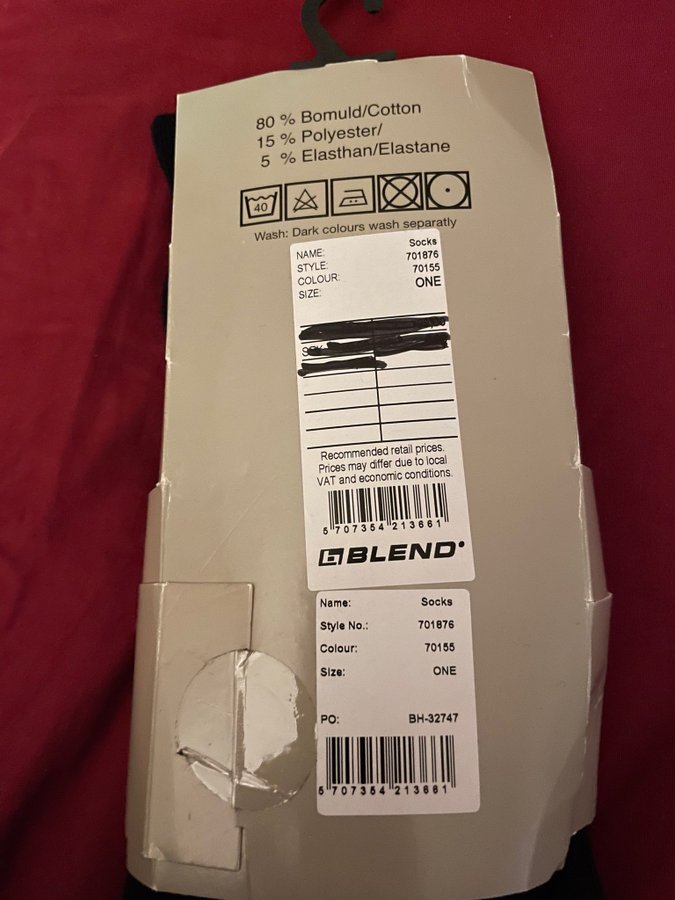 80 % Bomuld/Cotton
15 % Polyester/
5 % Elasthan/Elastane
40
Wash: Dark colours wash separatly
NAME: Socks
STYLE: 701876
COLOUR: 70155
SIZE: ONE
Recommended retail prices.
Prices may differ due to local
VAT and economic conditions.
5 707354 213661
BLEND
Name: Socks
Style No.: 701876
Colour: 70155
Size: ONE
PO: BH-32747
5 707354 213661